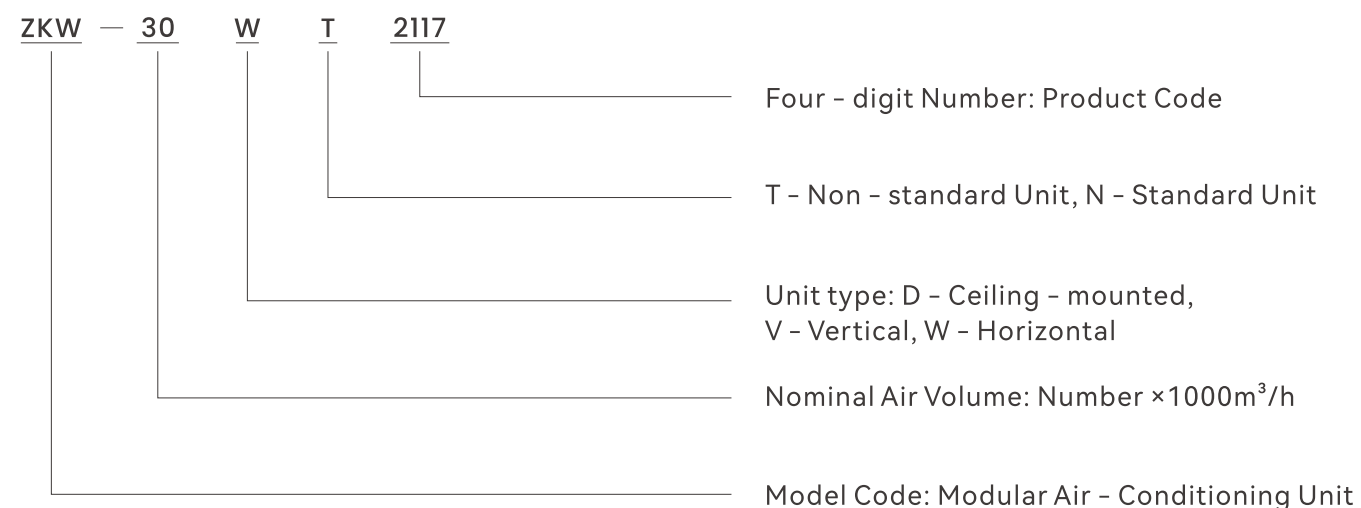 ZKW — 30 W T 2117
Four - digit Number: Product Code
T - Non - standard Unit, N - Standard Unit
Unit type: D - Ceiling - mounted,
V - Vertical, W - Horizontal
Nominal Air Volume: Number ×1000m³/h
Model Code: Modular Air - Conditioning Unit